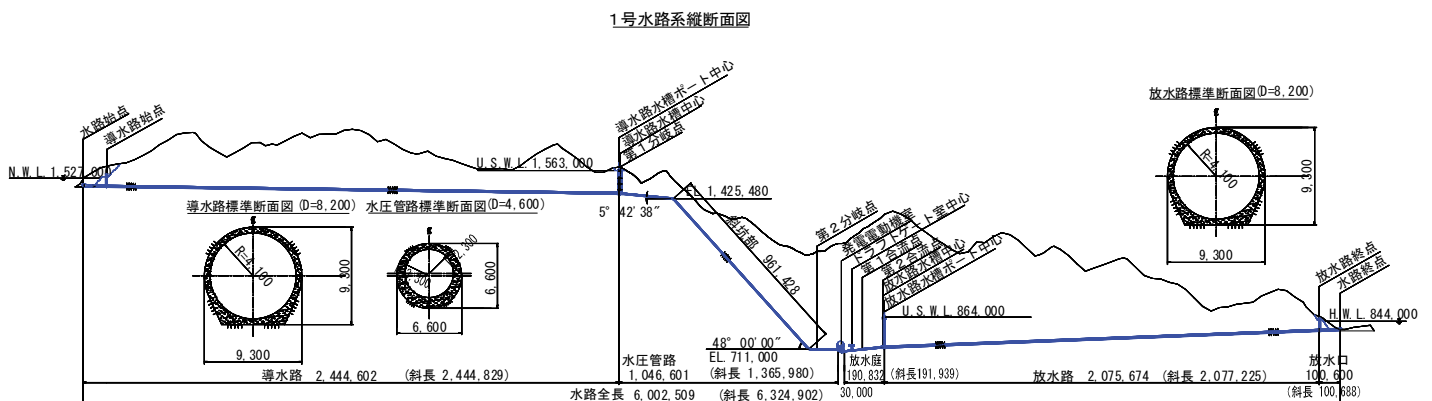 1号水路系縦断面図
水路始点
導水路始点
N.W.L. 1,527,000
U.S.W.L. 1,563,000
導水路水槽ポート中心
導水路水槽中心
第1分岐点
EL. 1,425,480
5° 42' 38"
導水路標準断面図(D=8,200)
R=4,100
9,300
9,300
水圧管路標準断面図(D=4,600)
R2,300
6,600
6,600
斜坑部 961,428
48° 00' 00"
EL. 711,000
第2分岐点
発電電動機室
ドラフトゲート室中心
第1合流点
第2合流点
放水路水槽中心
放水路水槽ポート中心
U.S.W.L. 864,000
放水路標準断面図(D=8,200)
R=4,100
9,300
9,300
放水路終点
水路終点
H.W.L. 844,000
導水路 2,444,602 (斜長 2,444,829)
水圧管路
1,046,601 (斜長 1,365,980)
放水庭
190,832 (斜長191,939)
30,000
放水路 2,075,674 (斜長 2,077,225)
放水口
100,600
(斜長 100,688)
水路全長 6,002,509 (斜長 6,324,902)